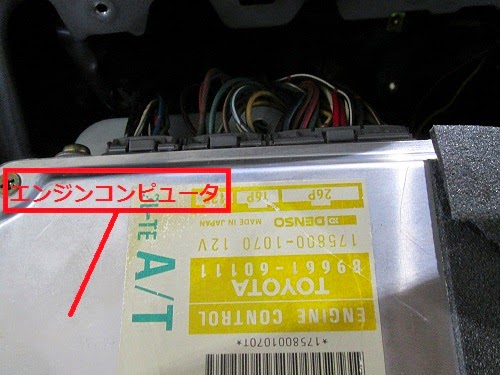 エンジンコンピュータ
A/T
26P
16P
DENSO
MADE IN JAPAN
175800-1070 12V
89661-60111
TOYOTA
ENGINE CONTROL
*1758001070T*